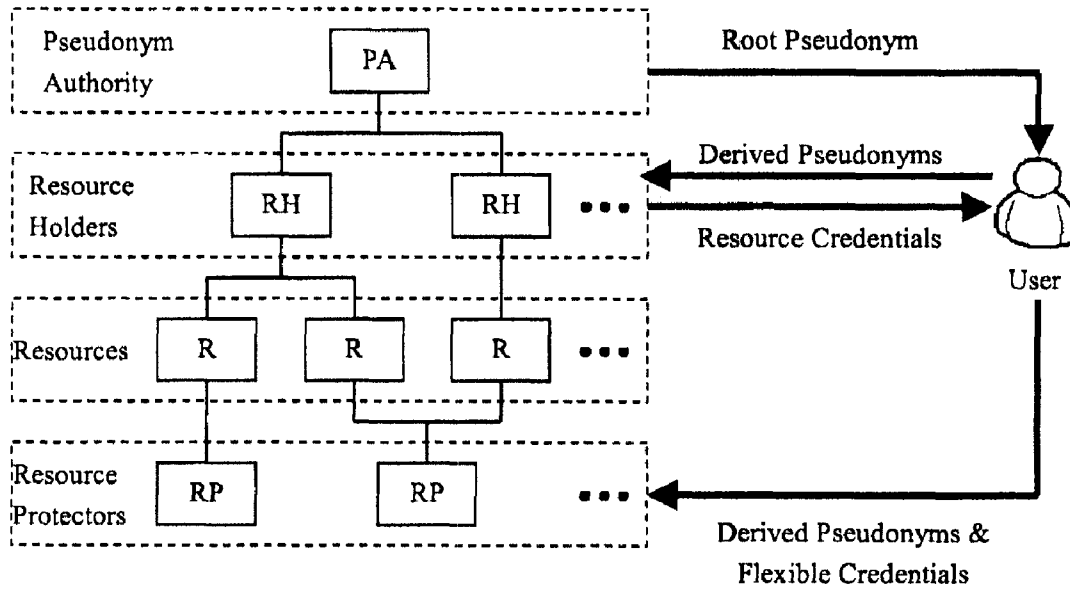 Pseudonym
Authority
PA
Root Pseudonym
Resource
Holders
RH
RH
Derived Pseudonyms
Resource Credentials
User
Resources
R
R
R
Resource
Protectors
RP
RP
Derived Pseudonyms &
Flexible Credentials